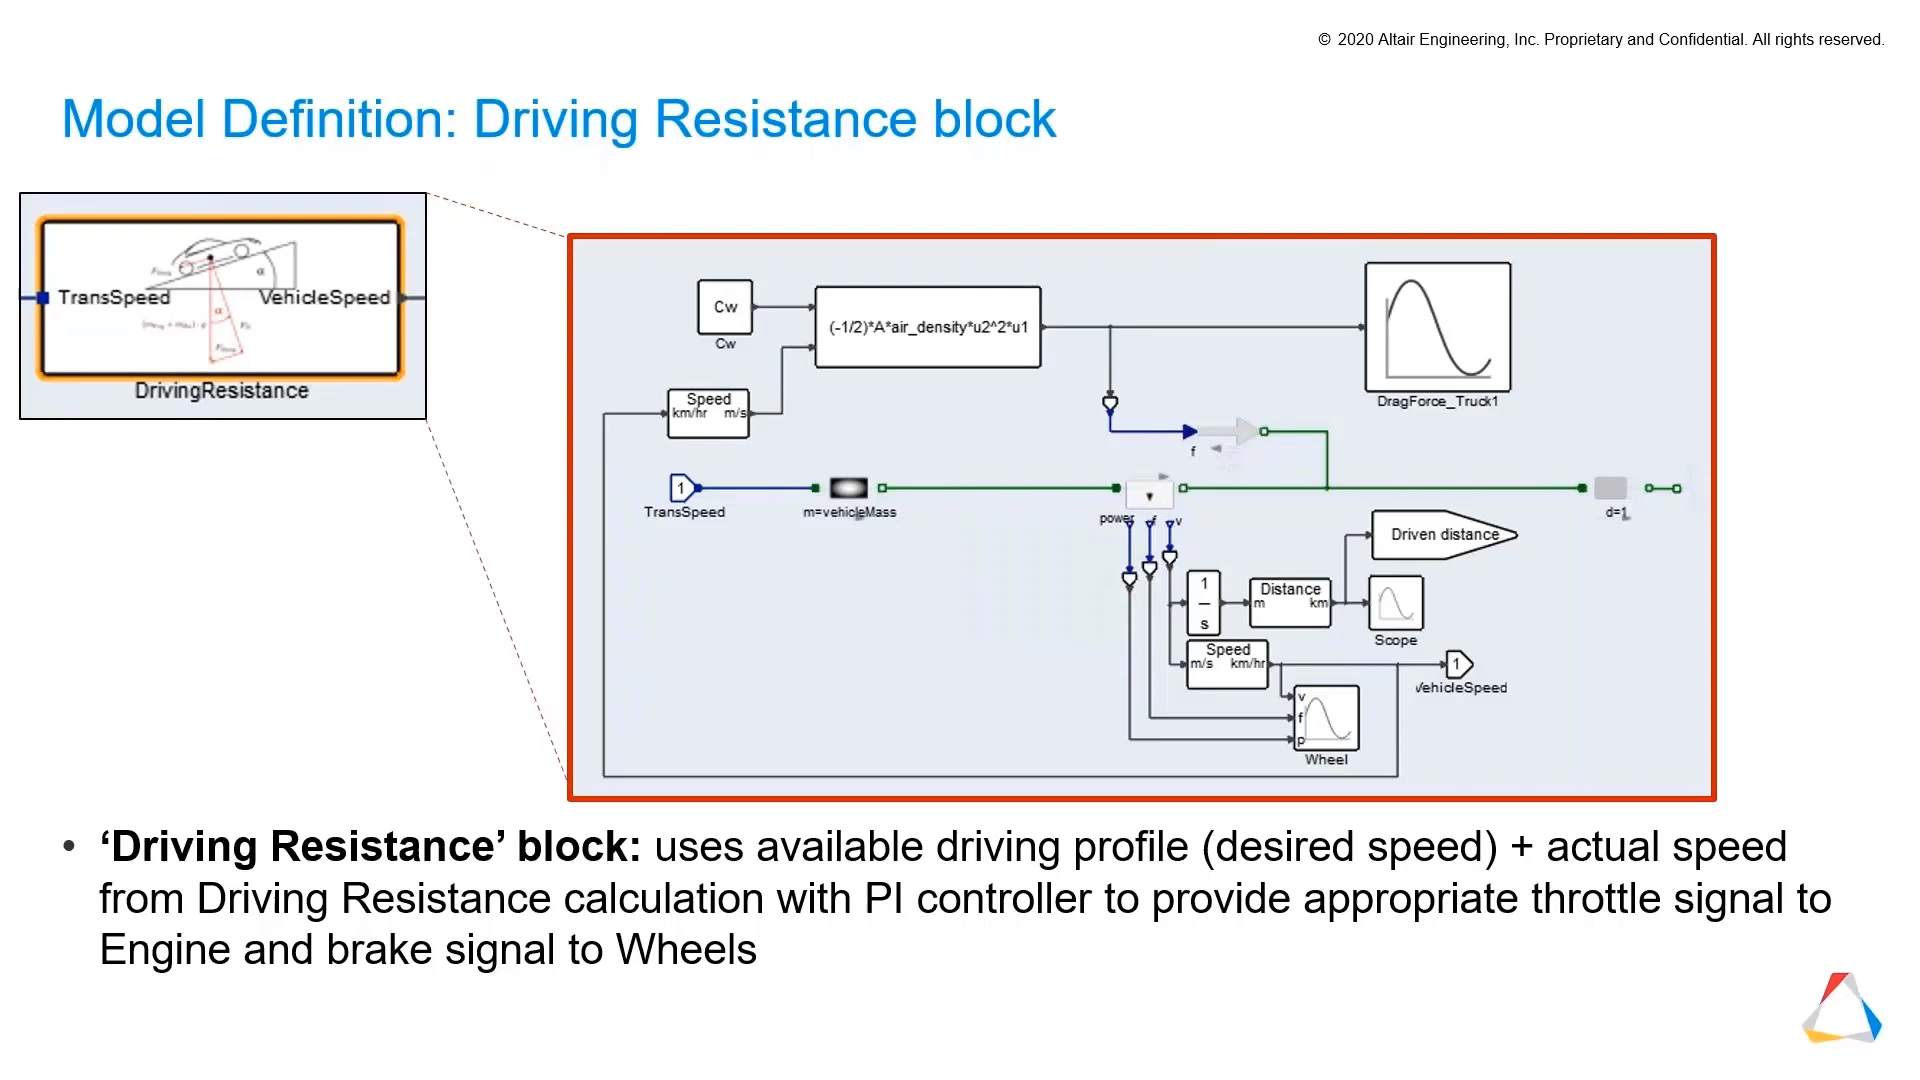 © 2020 Altair Engineering, Inc. Proprietary and Confidential. All rights reserved.
Model Definition: Driving Resistance block
α
TransSpeed
VehicleSpeed
α
DrivingResistance
Cw
Cw
(-1/2)*A*air_density*u2^2*u1
DragForce_Truck1
Speed
km/hr m/s
f
1
TransSpeed
m=vehicleMass
power f v
d=1
Driven distance
1
s
Distance
m km
Scope
Speed
m/s km/hr
1
VehicleSpeed
v
f
p
Wheel
• ‘Driving Resistance’ block: uses available driving profile (desired speed) + actual speed
from Driving Resistance calculation with PI controller to provide appropriate throttle signal to
Engine and brake signal to Wheels